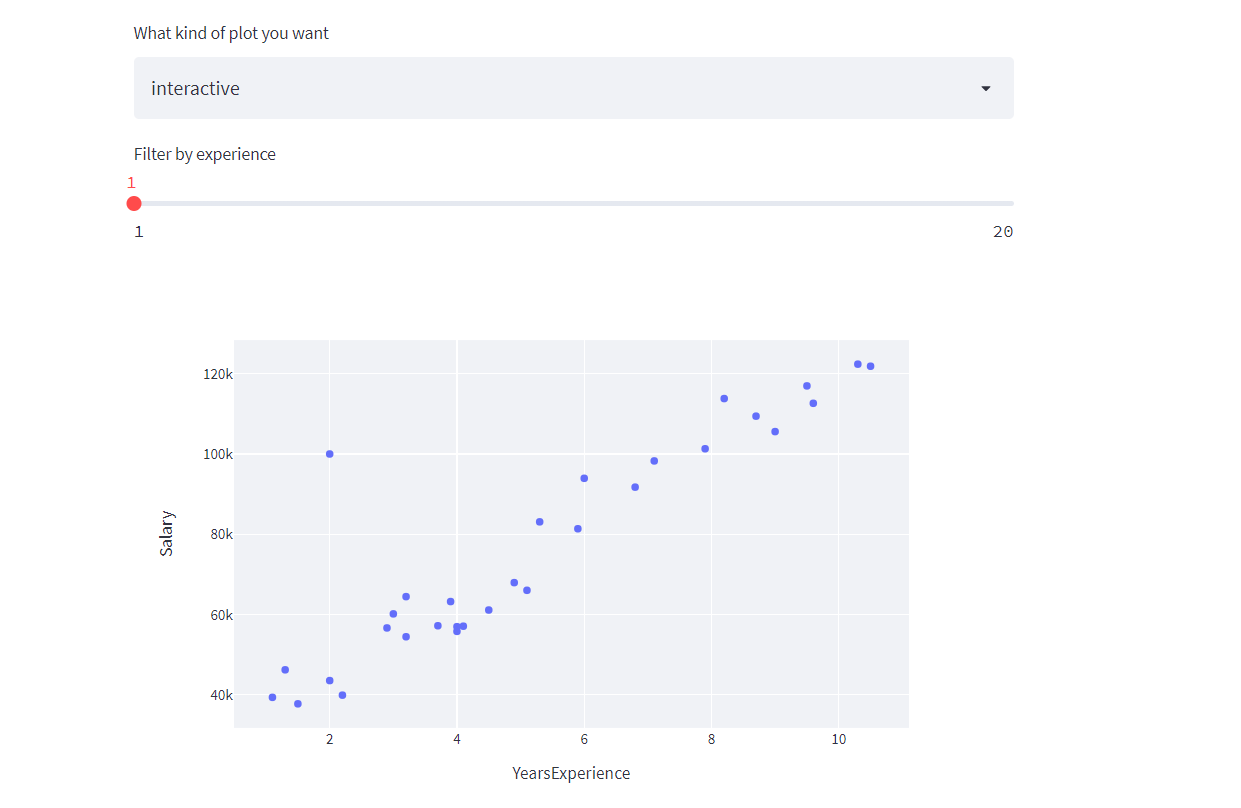 What kind of plot you want
interactive
Filter by experience
1
1 20
120k
100k
80k
60k
40k
Salary
2 4 6 8 10
YearsExperience